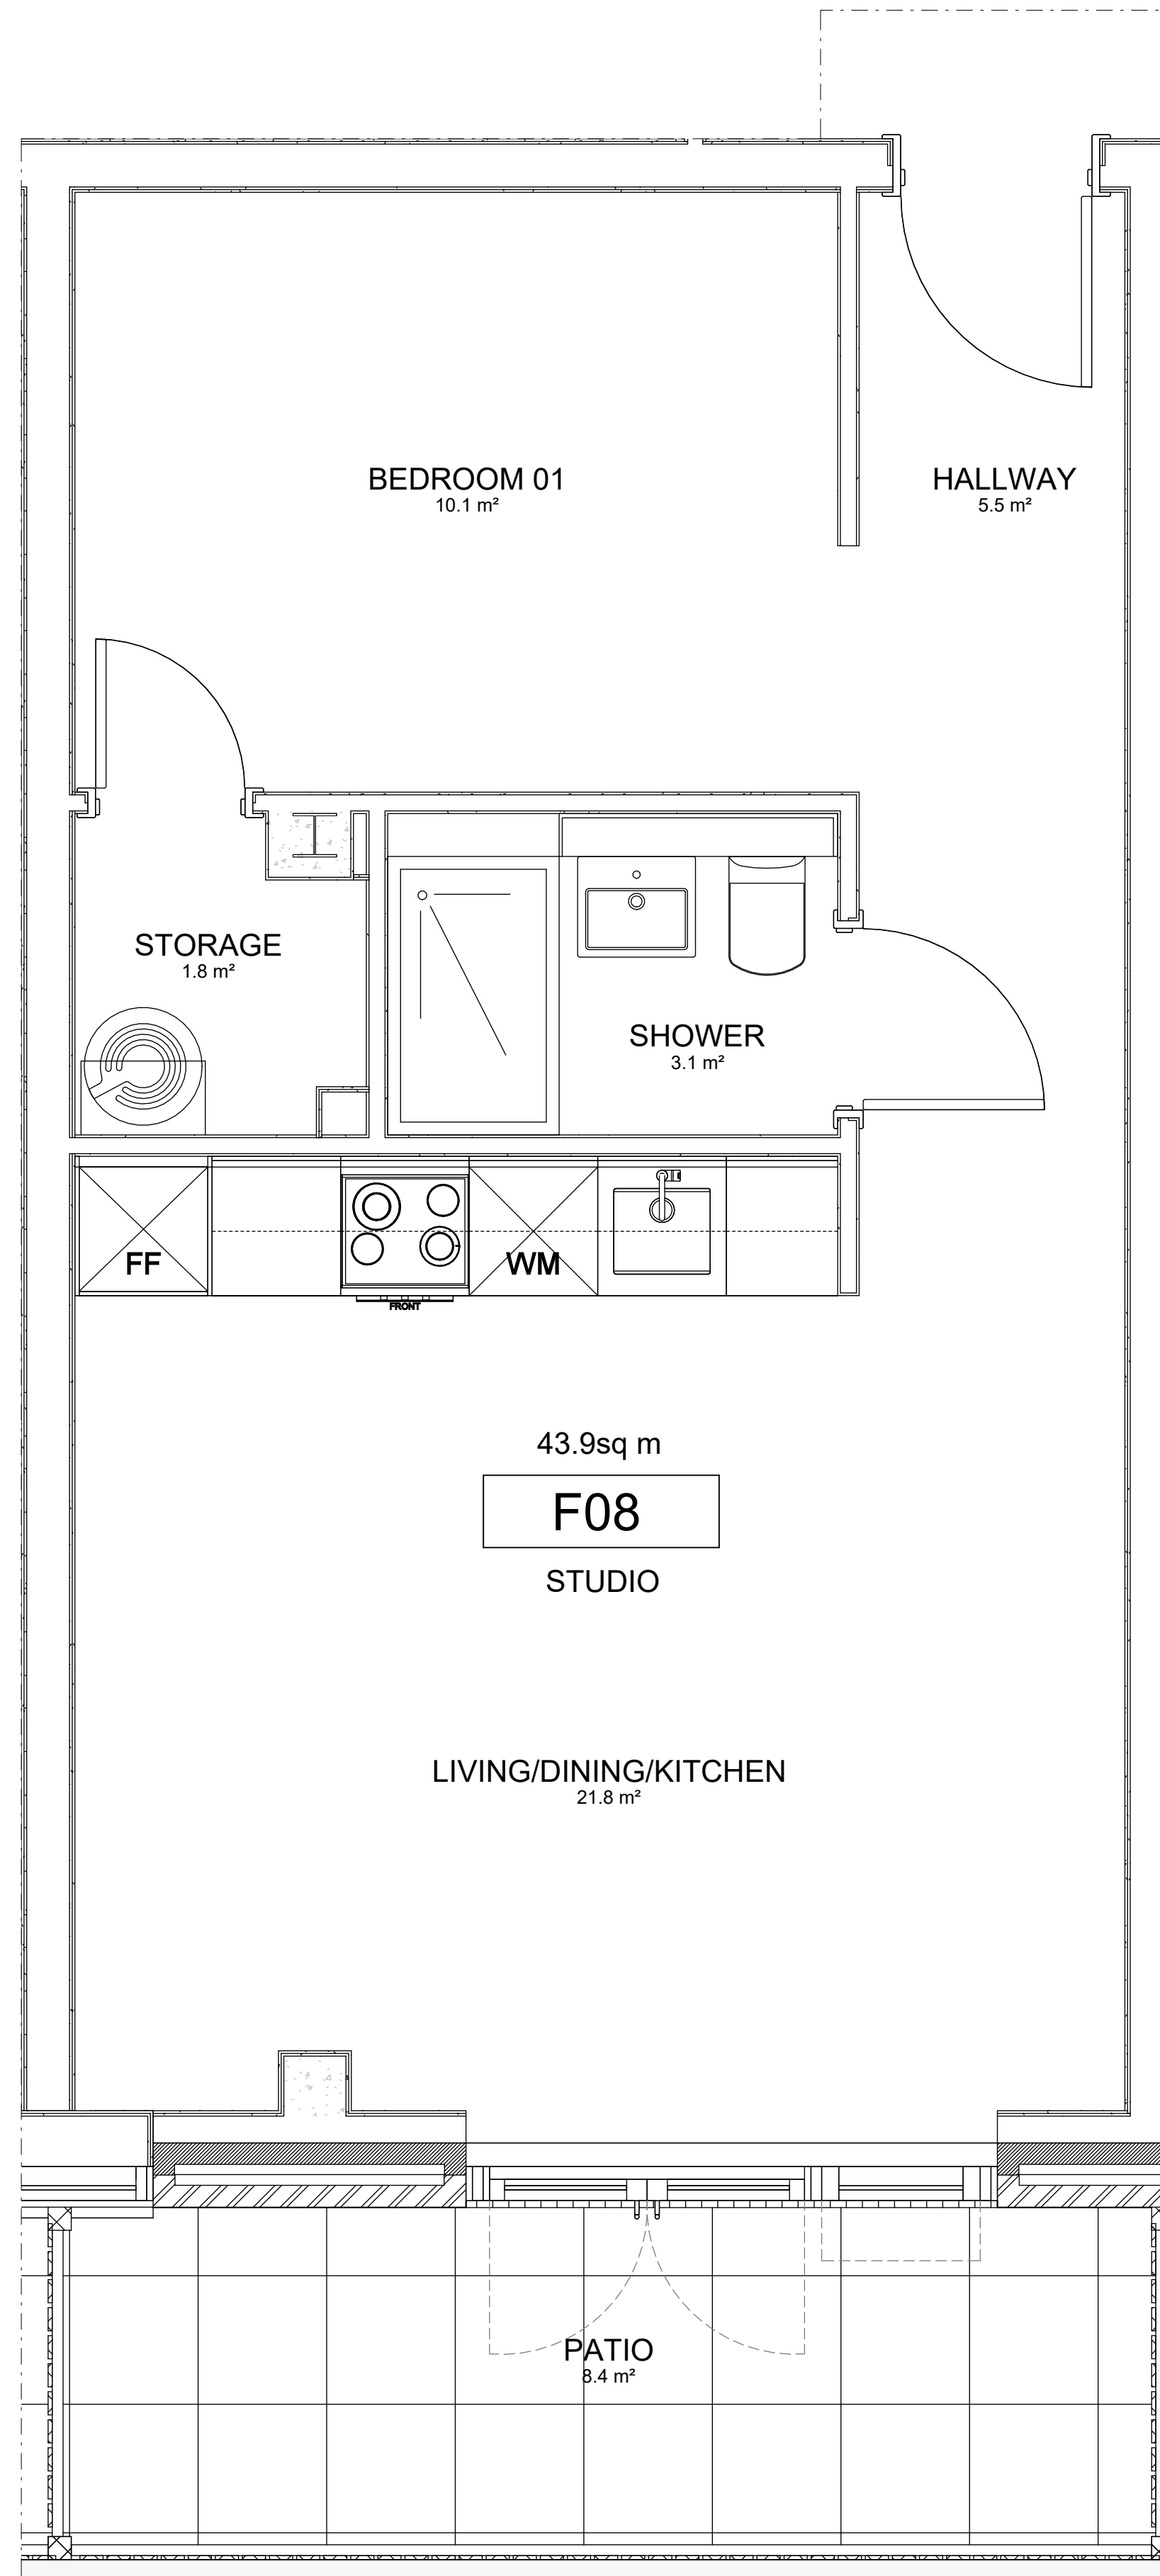 BEDROOM 01
10.1 m²
HALLWAY
5.5 m²
STORAGE
1.8 m²
SHOWER
3.1 m²
FF
WM
FRONT
43.9sq m
F08
STUDIO
LIVING/DINING/KITCHEN
21.8 m²
PATIO
8.4 m²